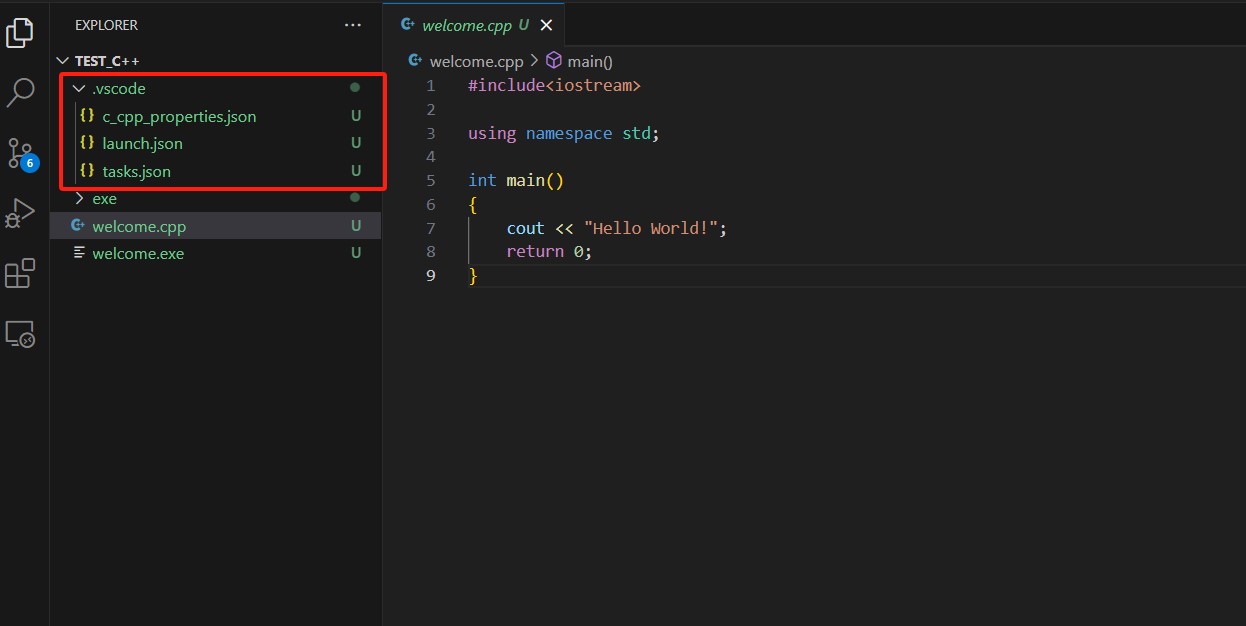 EXPLORER
TEST_C++
.vscode
{} c_cpp_properties.json U
{} launch.json U
{} tasks.json U
exe
welcome.cpp U
welcome.exe U
6
welcome.cpp U
welcome.cpp > main()
1 #include<iostream>
2
3 using namespace std;
4
5 int main()
6 {
7 cout << "Hello World!";
8 return 0;
9 }